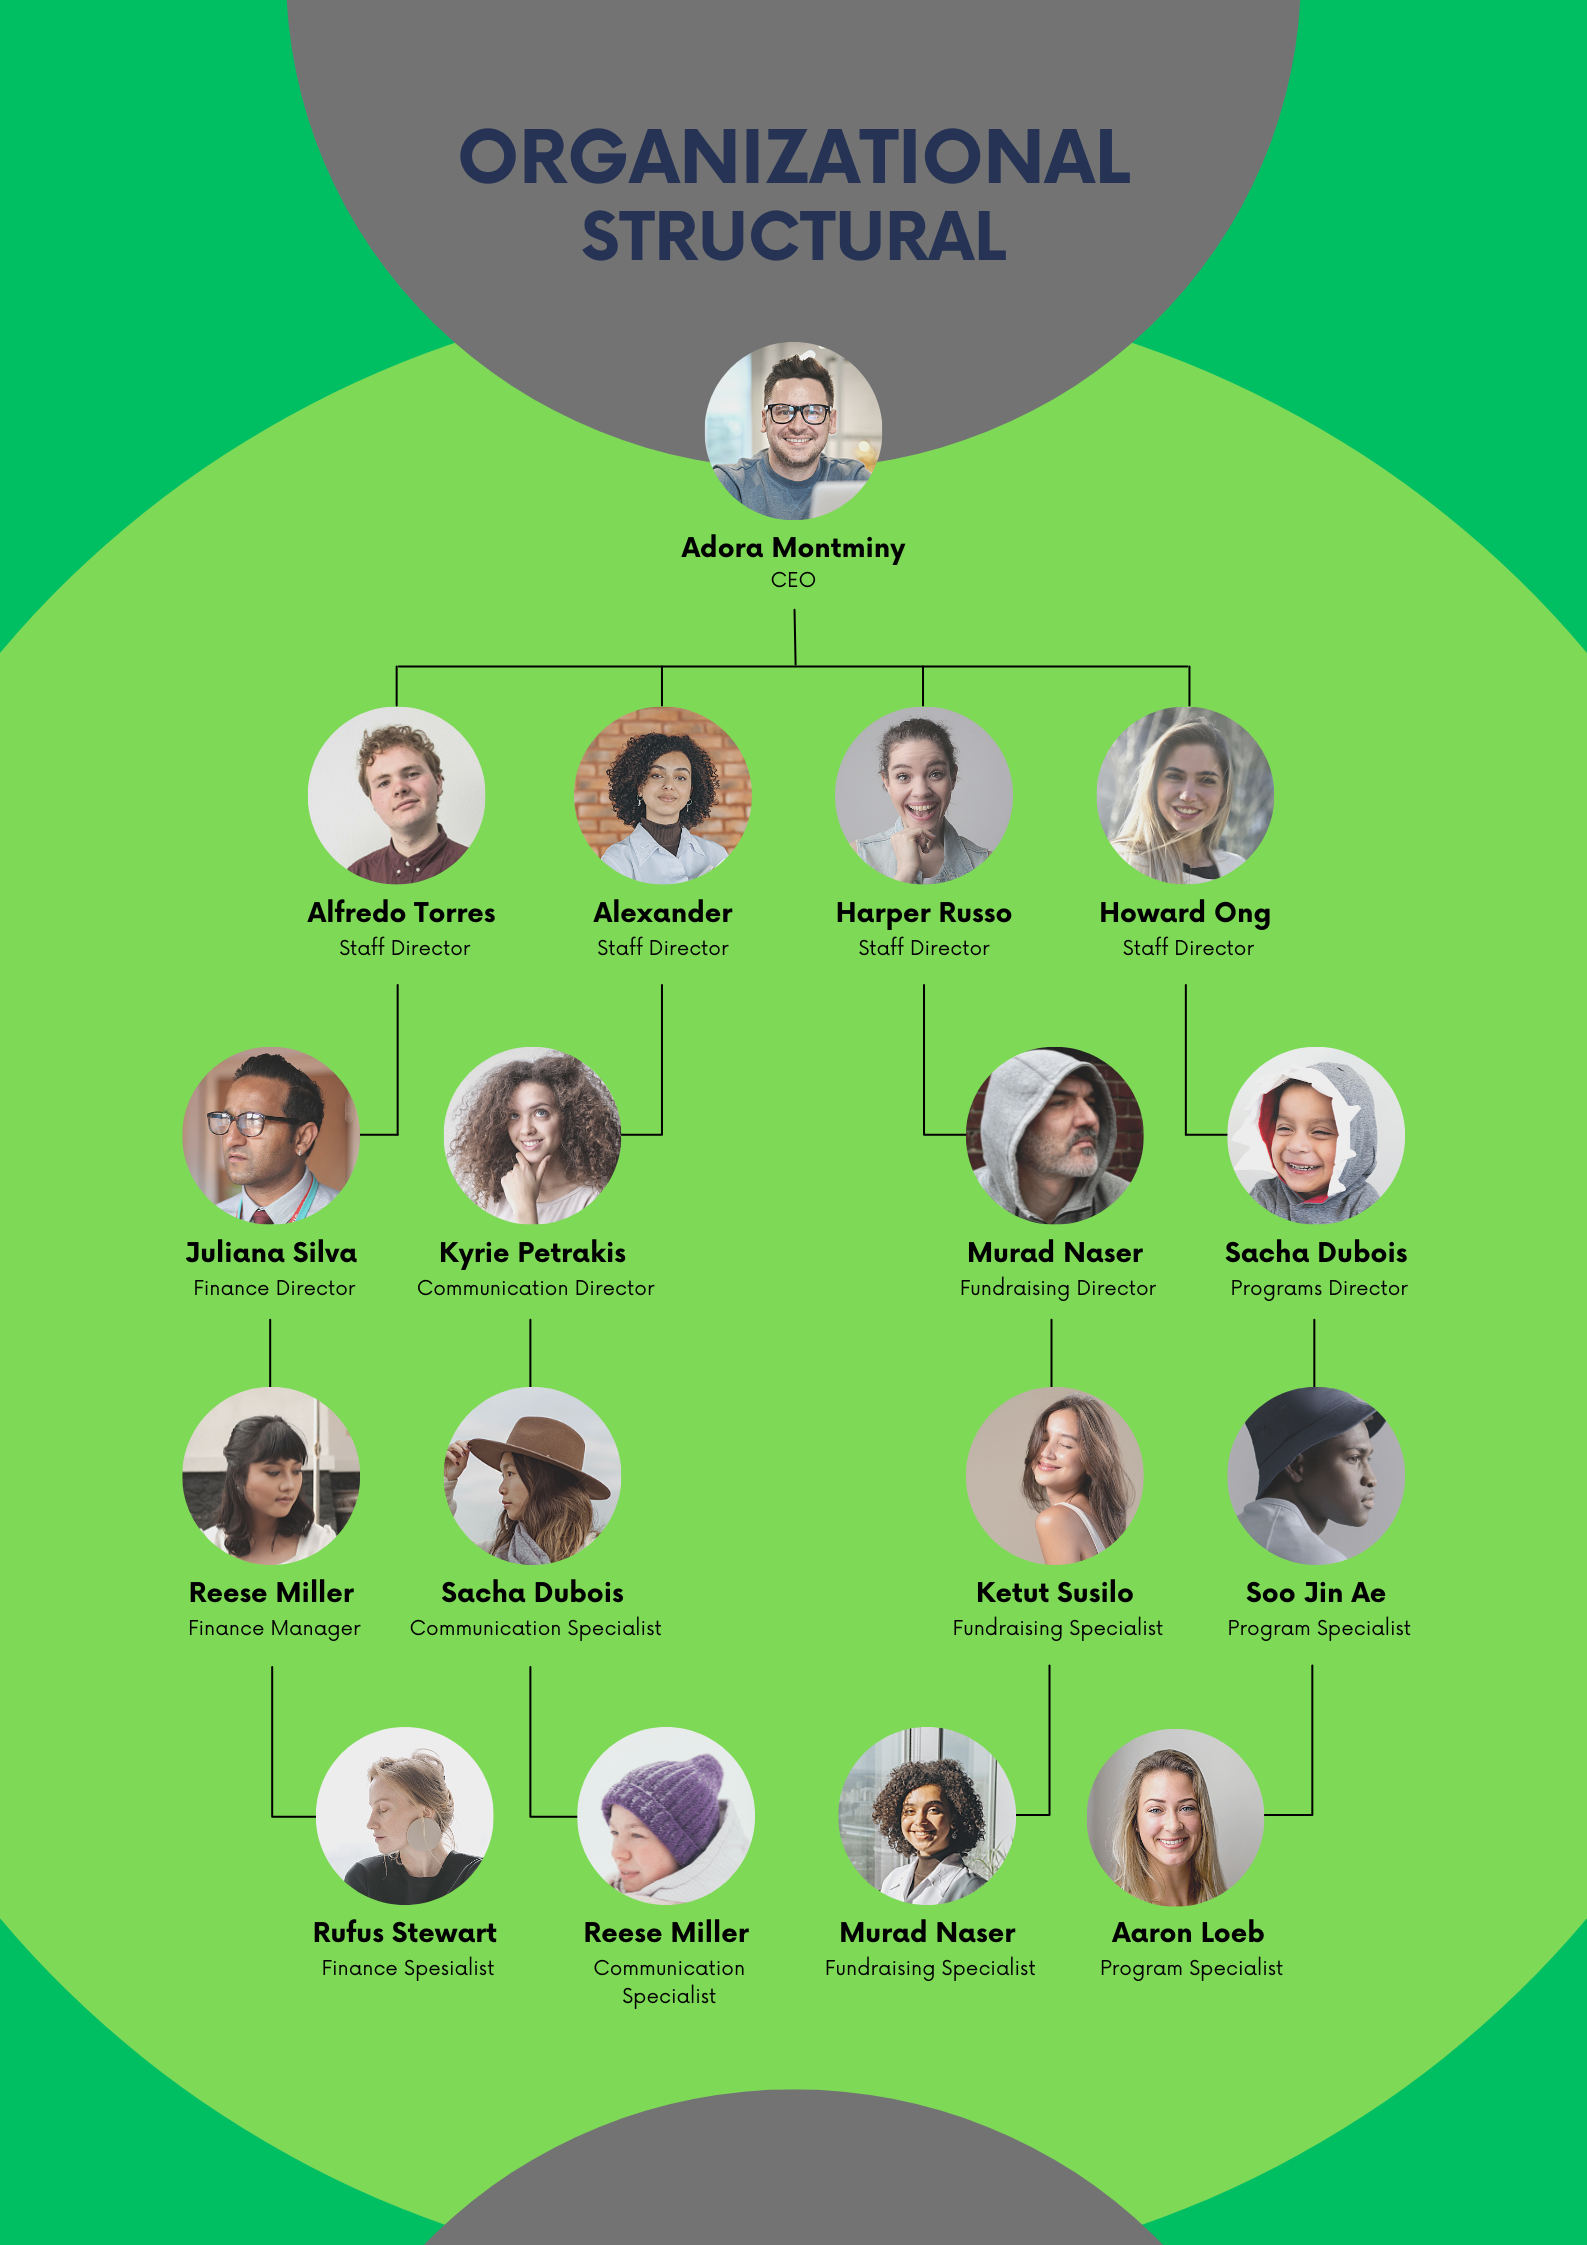 ORGANIZATIONAL
STRUCTURAL
Adora Montminy
CEO
Alfredo Torres
Staff Director
Alexander
Staff Director
Harper Russo
Staff Director
Howard Ong
Staff Director
Juliana Silva
Finance Director
Kyrie Petrakis
Communication Director
Murad Naser
Fundraising Director
Sacha Dubois
Programs Director
Reese Miller
Finance Manager
Sacha Dubois
Communication Specialist
Ketut Susilo
Fundraising Specialist
Soo Jin Ae
Program Specialist
Rufus Stewart
Finance Spesialist
Reese Miller
Communication
Specialist
Murad Naser
Fundraising Specialist
Aaron Loeb
Program Specialist